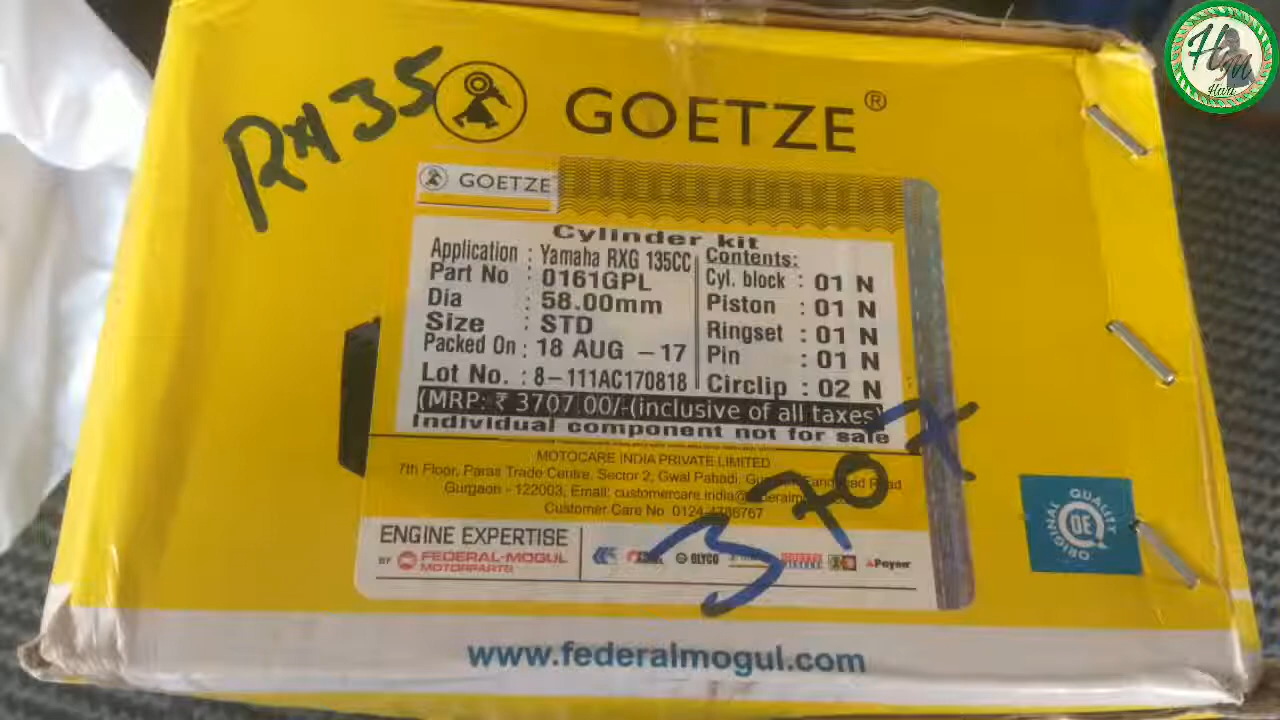 RX135
GOETZE®
GOETZE
Cylinder kit
Application : Yamaha RXG 135CC
Part No : 0161GPL
Dia : 58.00mm
Size : STD
Packed On : 18 AUG - 17
Lot No. : 8-111AC170818
Contents:
Cyl. block : 01 N
Piston : 01 N
Ringset : 01 N
Pin : 01 N
Circlip : 02 N
(MRP: ₹ 3707.00/-(inclusive of all taxes)
Individual component not for sale
MOTOCARE INDIA PRIVATE LIMITED
7th Floor, Paras Trade Centre, Sector 2, Gwal Pahadi, Road
Gurgaon - 122003, Email: customercare.india@
Customer Care No. 0124-4786767
3707
ENGINE EXPERTISE
BY FEDERAL-MOGUL
MOTORPARTS
GLYCO
Payen
ORIGINAL QUALITY
OE
www.federalmogul.com
HM
Hari